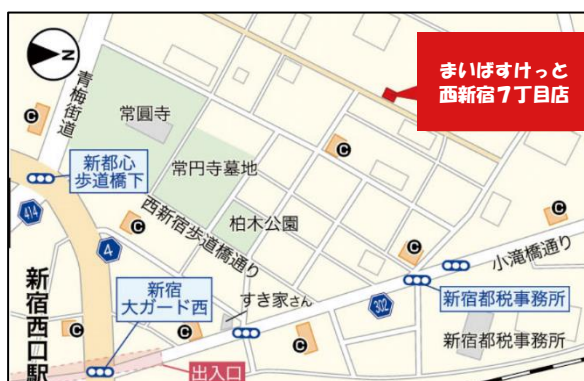 N
まいばすけっと
西新宿7丁目店
青梅街道
C
常圓寺
C
新都心
歩道橋下
常円寺墓地
414
4
C
西新宿歩道橋通り
柏木公園
C
C
小滝橋通り
新宿西口駅
新宿
大ガード西
すき家さん
302
新宿都税事務所
C
C
新宿都税事務所
出入口